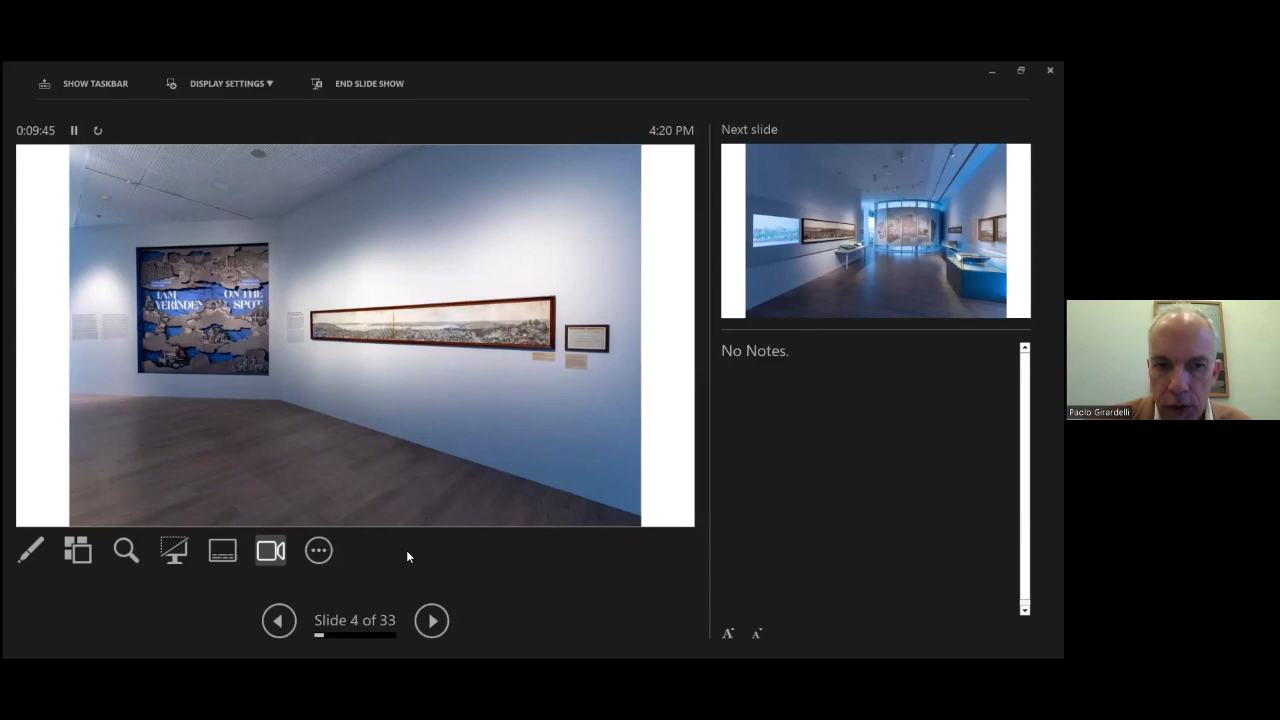 SHOW TASKBAR
DISPLAY SETTINGS ▼
END SLIDE SHOW
0:09:45
4:20 PM
Next slide
TAM
YERİNDEN
ON THE
SPOT
No Notes.
Slide 4 of 33
Paolo Girardelli